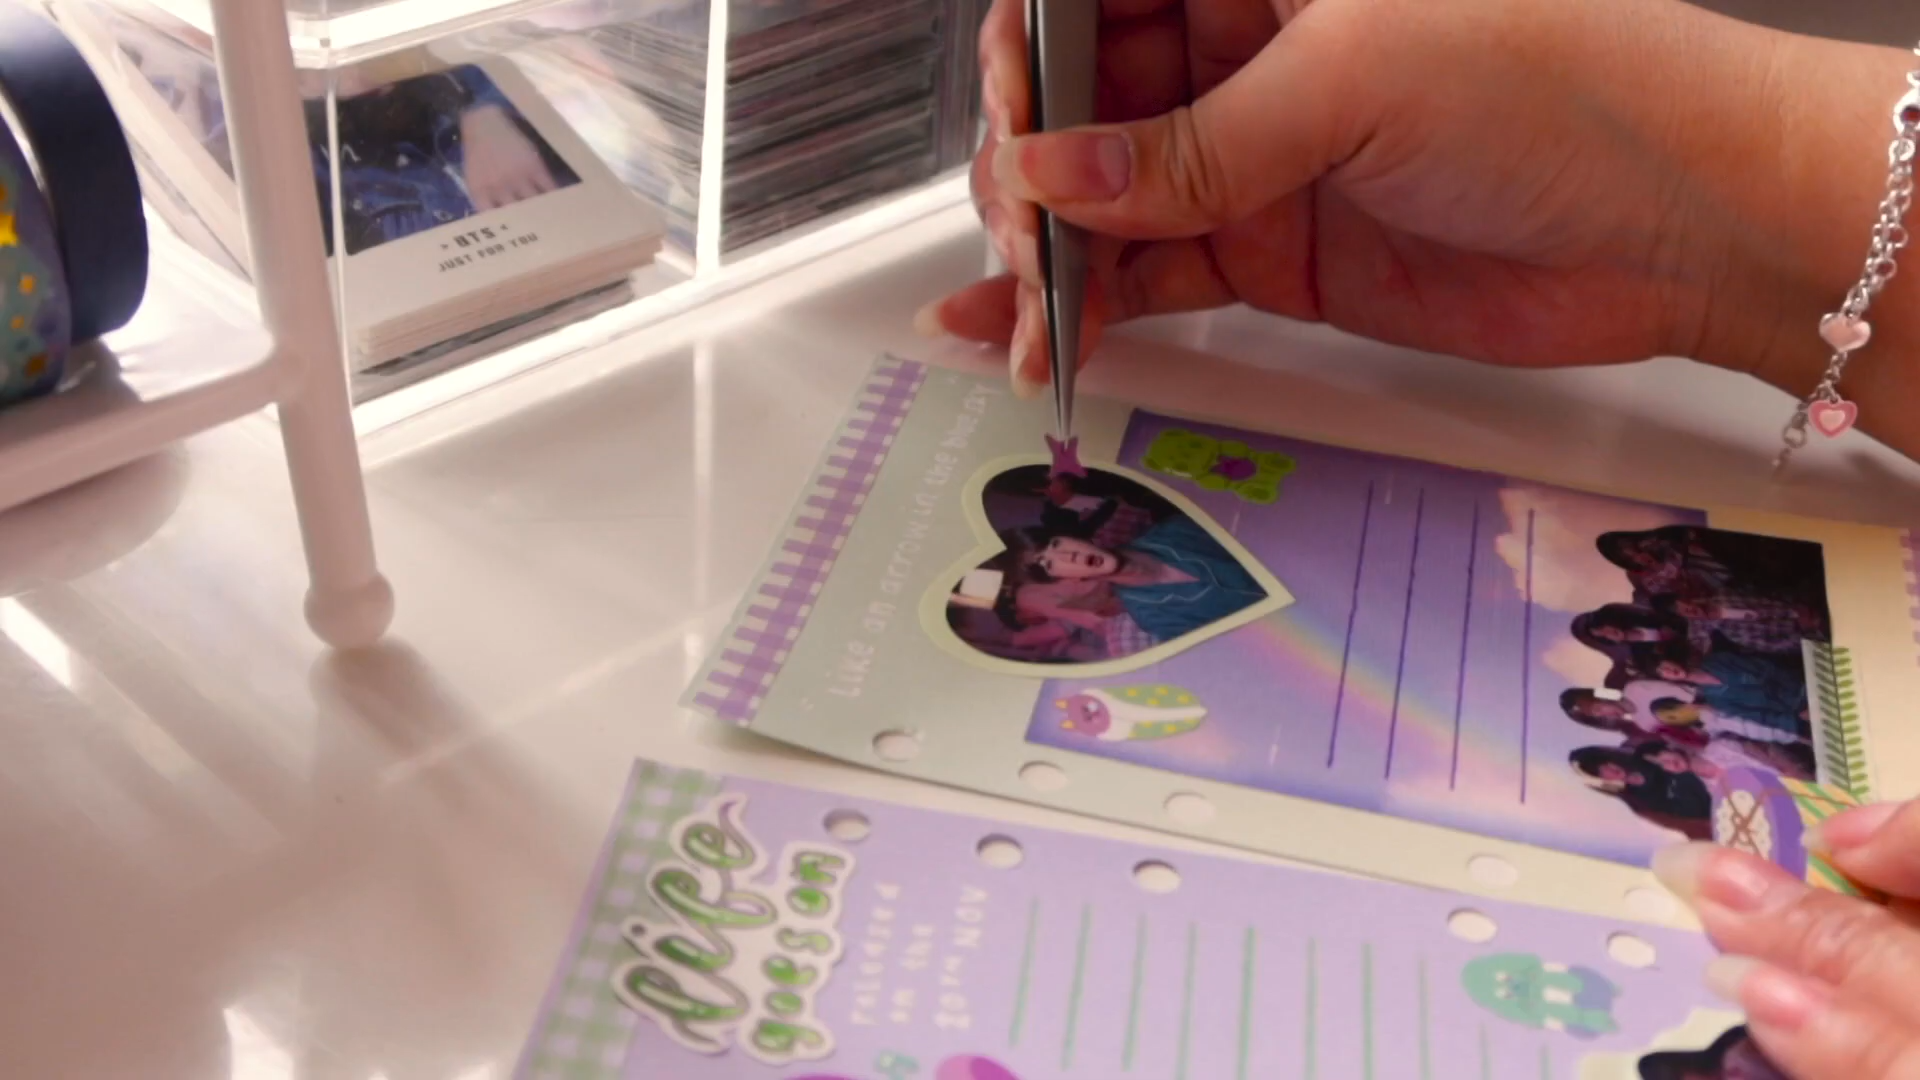 - BTS -
JUST FOR YOU
" Like an arrow in the blue sky "
Life
goes on
released
on the
20TH NOV